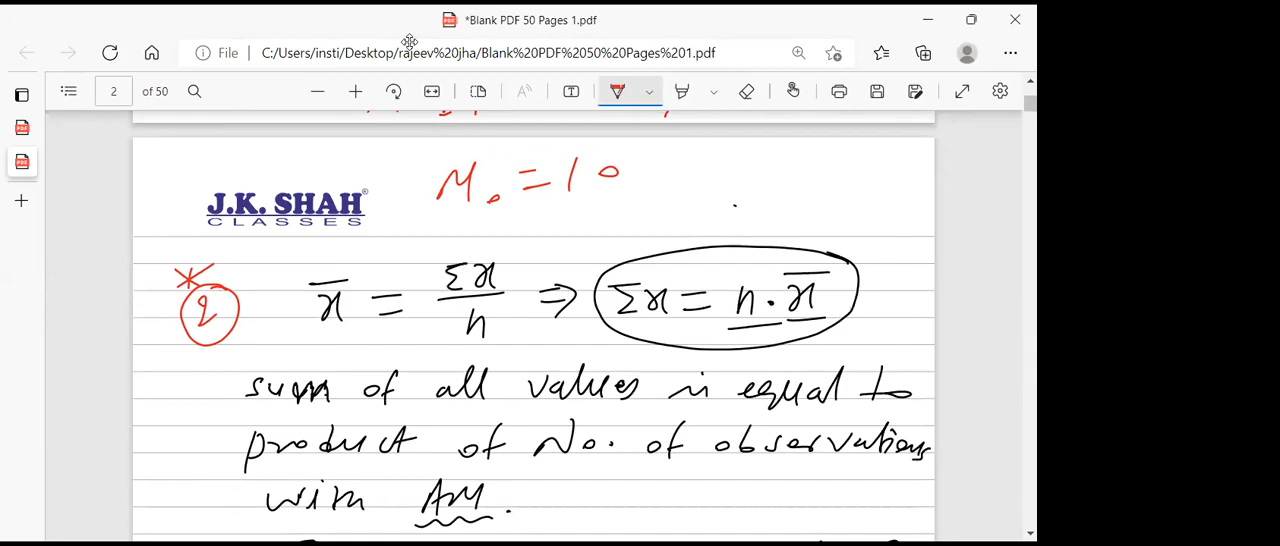 *Blank PDF 50 Pages 1.pdf
File C:/Users/insti/Desktop/rajeev%20jha/Blank%20PDF%2050%20Pages%201.pdf
2 of 50
M₀ = 10
J.K. SHAH®
CLASSES
* 2 x̄ = Σx/n ⇒ Σx = n · x̄
sum of all values is equal to
product of No. of observations
with AM.